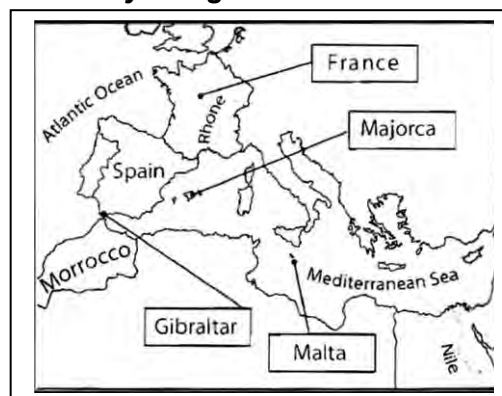 France
Atlantic Ocean
Rhone
Majorca
Spain
Morrocco
Mediterranean Sea
Gibraltar
Malta
Nile